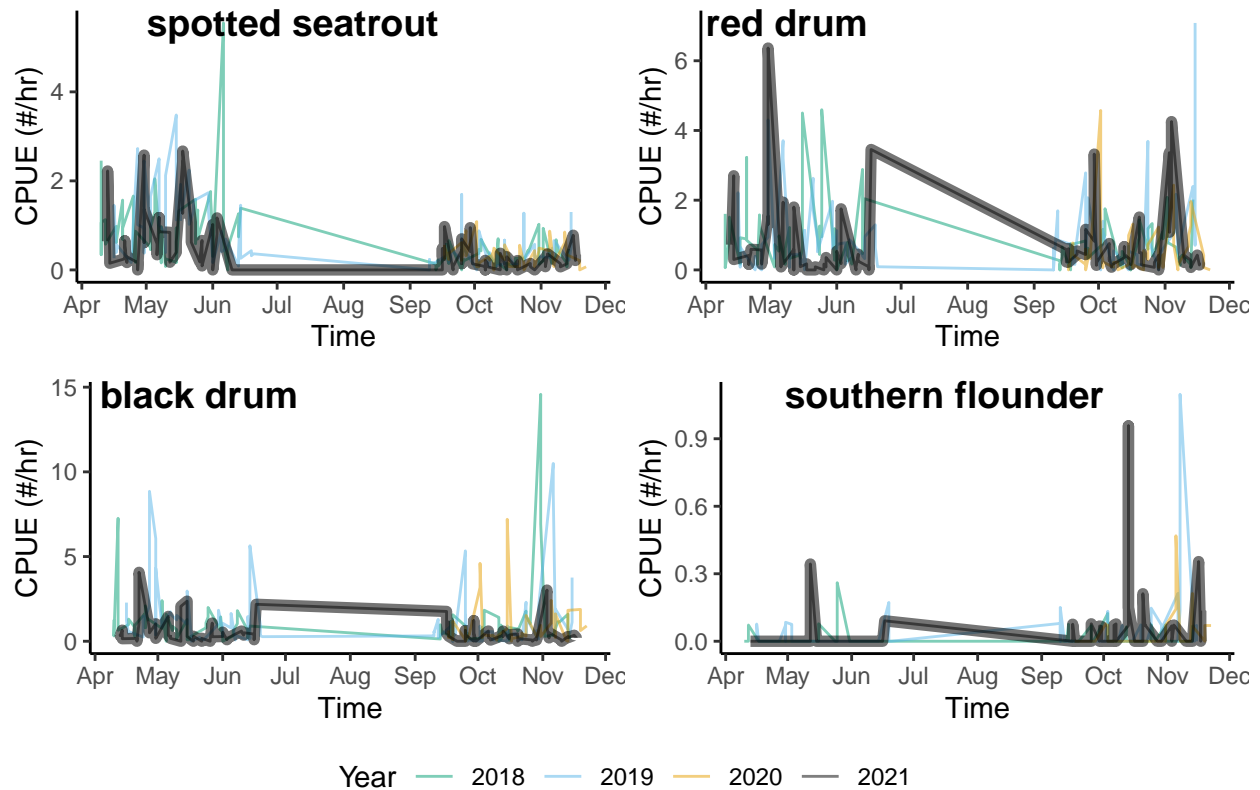 spotted seatrout
CPUE (#/hr)
4
2
0
Apr May Jun Jul Aug Sep Oct Nov Dec
Time
red drum
CPUE (#/hr)
6
4
2
0
Apr May Jun Jul Aug Sep Oct Nov Dec
Time
black drum
CPUE (#/hr)
15
10
5
0
Apr May Jun Jul Aug Sep Oct Nov Dec
Time
southern flounder
CPUE (#/hr)
0.9
0.6
0.3
0.0
Apr May Jun Jul Aug Sep Oct Nov Dec
Time
Year 2018 2019 2020 2021